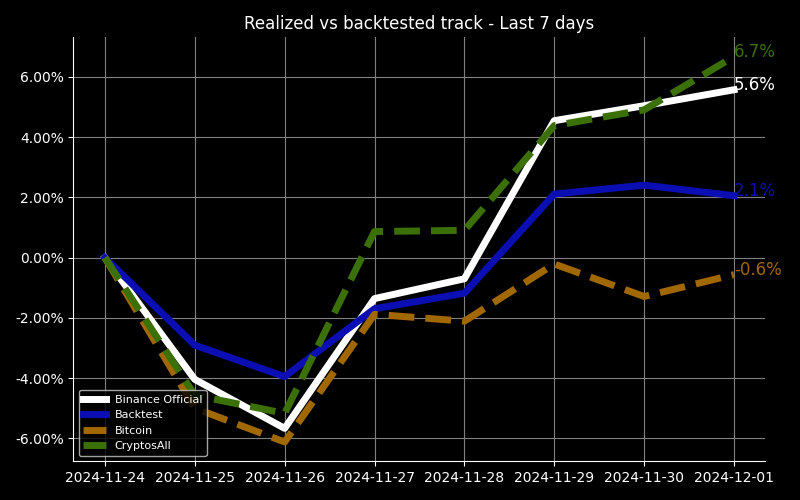 Realized vs backtested track - Last 7 days
6.7%
6.00%
5.6%
4.00%
2.00%
2.1%
0.00%
-0.6%
-2.00%
-4.00%
-6.00%
Binance Official
Backtest
Bitcoin
CryptosAll
2024-11-24 2024-11-25 2024-11-26 2024-11-27 2024-11-28 2024-11-29 2024-11-30 2024-12-01